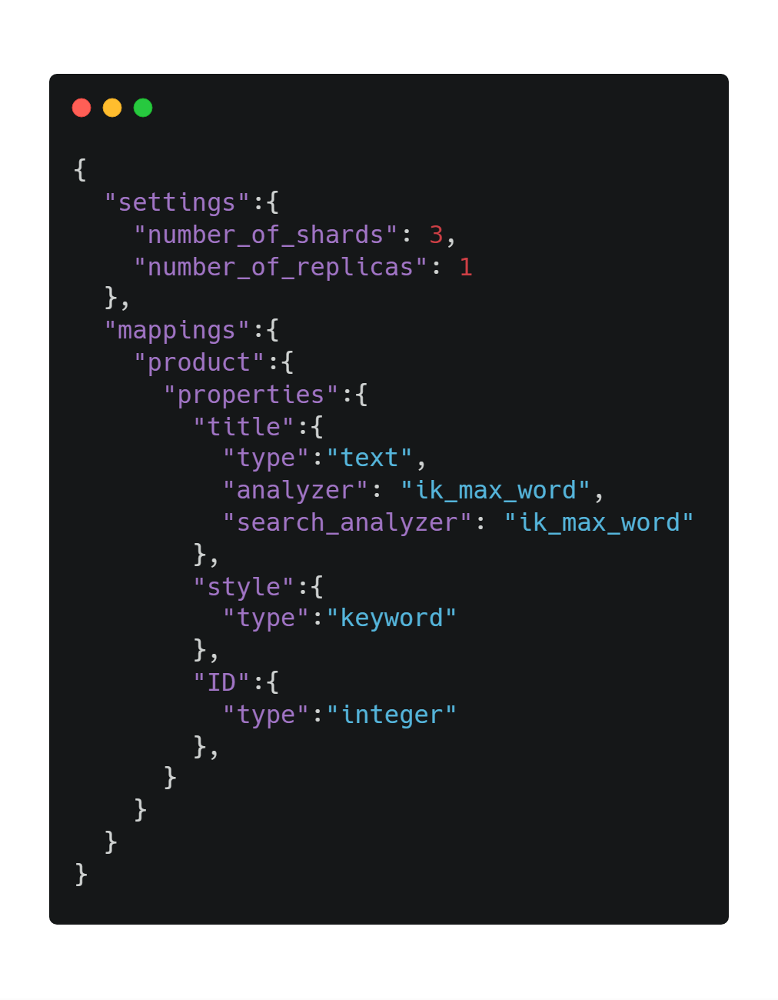 {
  "settings":{
    "number_of_shards": 3,
    "number_of_replicas": 1
  },
  "mappings":{
    "product":{
      "properties":{
        "title":{
          "type":"text",
          "analyzer": "ik_max_word",
          "search_analyzer": "ik_max_word"
        },
        "style":{
          "type":"keyword"
        },
        "ID":{
          "type":"integer"
        },
      }
    }
  }
}